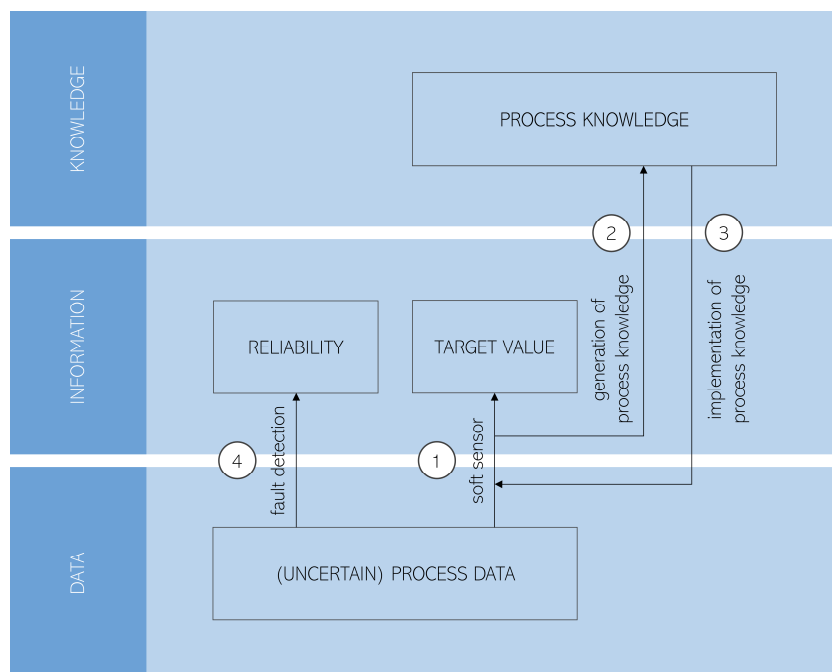 KNOWLEDGE
PROCESS KNOWLEDGE
2
3
generation of
process knowledge
implementation of
process knowledge
INFORMATION
RELIABILITY
TARGET VALUE
4
fault detection
1
soft sensor
DATA
(UNCERTAIN) PROCESS DATA